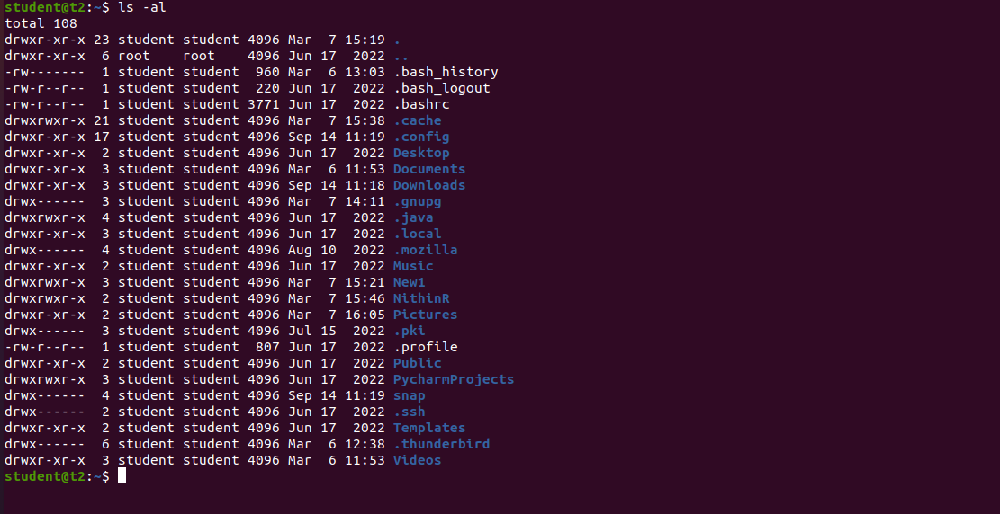 student@t2:~$ ls -al
total 108
drwxr-xr-x 23 student student 4096 Mar  7 15:19 .
drwxr-xr-x  6 root    root    4096 Jun 17  2022 ..
-rw-------  1 student student  960 Mar  6 13:03 .bash_history
-rw-r--r--  1 student student  220 Jun 17  2022 .bash_logout
-rw-r--r--  1 student student 3771 Jun 17  2022 .bashrc
drwxrwxr-x 21 student student 4096 Mar  7 15:38 .cache
drwxr-xr-x 17 student student 4096 Sep 14 11:19 .config
drwxr-xr-x  2 student student 4096 Jun 17  2022 Desktop
drwxr-xr-x  3 student student 4096 Mar  6 11:53 Documents
drwxr-xr-x  3 student student 4096 Sep 14 11:18 Downloads
drwx------  3 student student 4096 Mar  7 14:11 .gnupg
drwxrwxr-x  4 student student 4096 Jun 17  2022 .java
drwxr-xr-x  3 student student 4096 Jun 17  2022 .local
drwx------  4 student student 4096 Aug 10  2022 .mozilla
drwxr-xr-x  2 student student 4096 Jun 17  2022 Music
drwxrwxr-x  3 student student 4096 Mar  7 15:21 New1
drwxrwxr-x  2 student student 4096 Mar  7 15:46 NithinR
drwxr-xr-x  2 student student 4096 Mar  7 16:05 Pictures
drwx------  3 student student 4096 Jul 15  2022 .pki
-rw-r--r--  1 student student  807 Jun 17  2022 .profile
drwxr-xr-x  2 student student 4096 Jun 17  2022 Public
drwxrwxr-x  3 student student 4096 Jun 17  2022 PycharmProjects
drwx------  4 student student 4096 Sep 14 11:19 snap
drwx------  2 student student 4096 Jun 17  2022 .ssh
drwxr-xr-x  2 student student 4096 Jun 17  2022 Templates
drwx------  6 student student 4096 Mar  6 12:38 .thunderbird
drwxr-xr-x  3 student student 4096 Mar  6 11:53 Videos
student@t2:~$